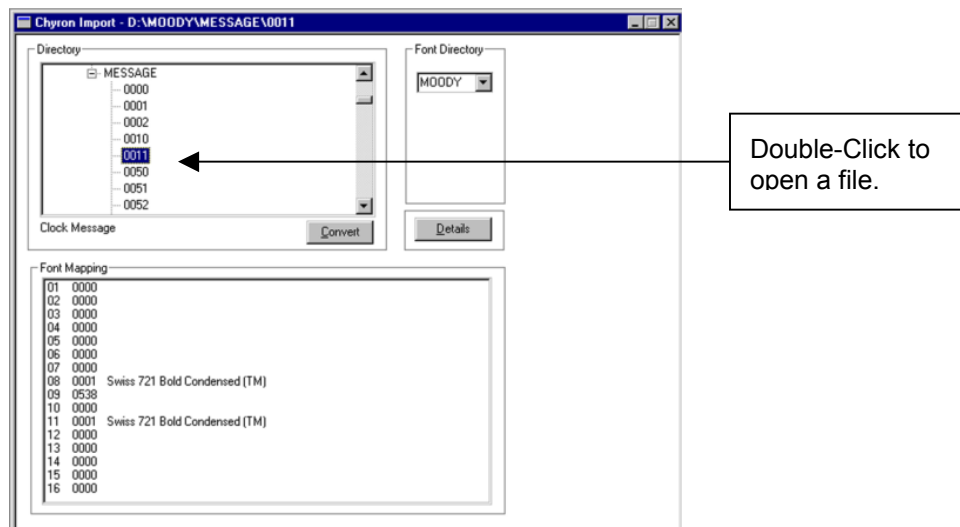 Chyron Import - D:\MOODY\MESSAGE\0011
Directory
MESSAGE
0000
0001
0002
0010
0011
0050
0051
0052
Clock Message
Convert
Font Directory
MOODY
Details
Double-Click to
open a file.
Font Mapping
01 0000
02 0000
03 0000
04 0000
05 0000
06 0000
07 0000
08 0001 Swiss 721 Bold Condensed (TM)
09 0538
10 0000
11 0001 Swiss 721 Bold Condensed (TM)
12 0000
13 0000
14 0000
15 0000
16 0000